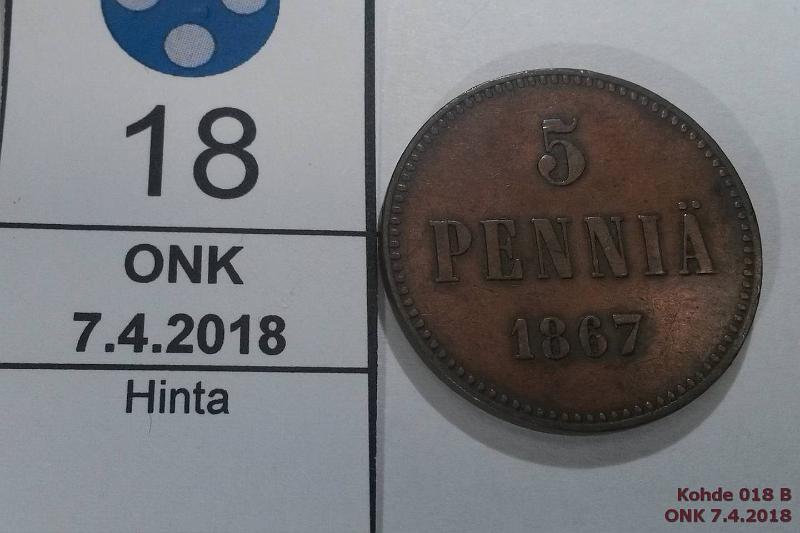 18
ONK
7.4.2018
Hinta
5
PENNIÄ
1867
Kohde 018 B
ONK 7.4.2018